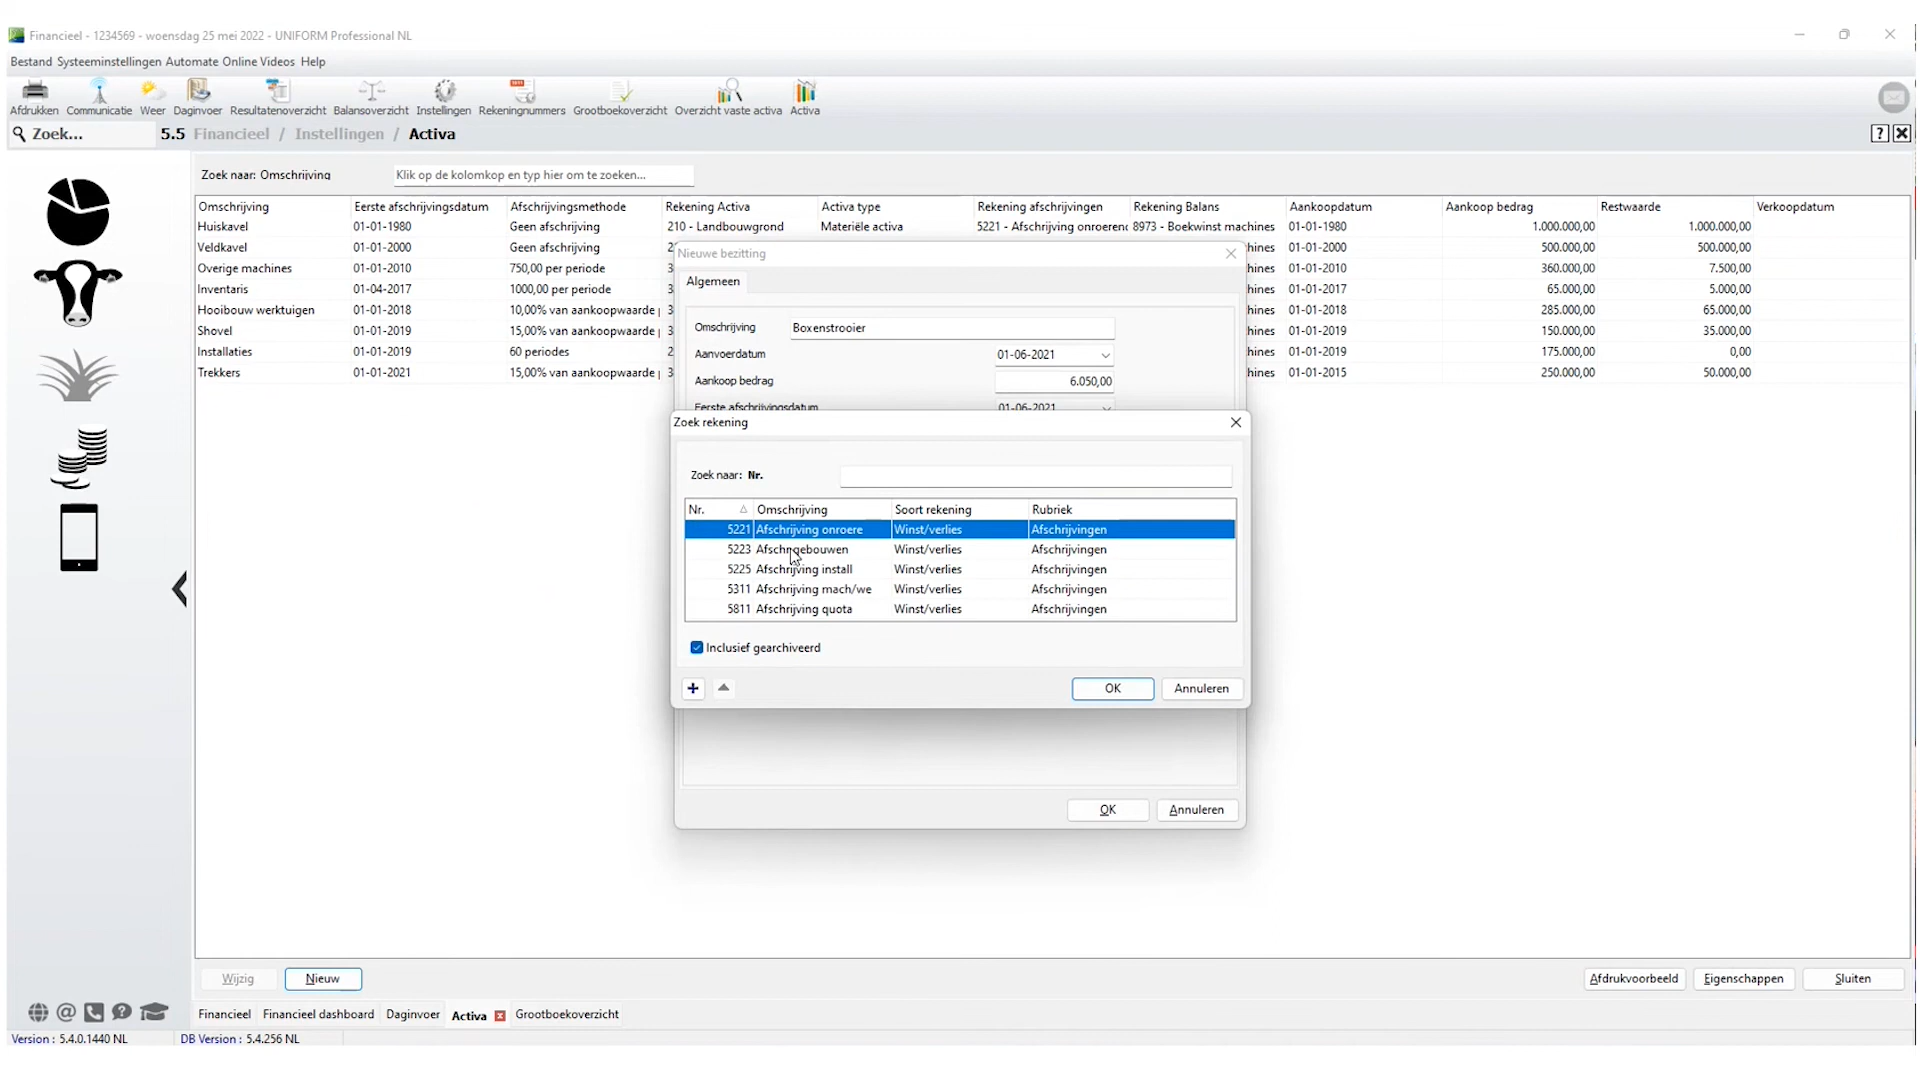 Financieel - 1234569 - woensdag 25 mei 2022 - UNIFORM Professional NL
Bestand Systeeminstellingen Automate Online Videos Help
Afdrukken Communicatie Weer Daginvoer Resultatenoverzicht Balansoverzicht Instellingen Rekeningnummers Grootboekoverzicht Overzicht vaste activa Activa
Zoek... 5.5 Financieel / Instellingen / Activa
Zoek naar: Omschrijving Klik op de kolomkop en typ hier om te zoeken...
Omschrijving Eerste afschrijvingsdatum Afschrijvingsmethode Rekening Activa Activa type Rekening afschrijvingen Rekening Balans Aankoopdatum Aankoop bedrag Restwaarde Verkoopdatum
Huiskavel 01-01-1980 Geen afschrijving 210 - Landbouwgrond Materiële activa 5221 - Afschrijving onroerend 8973 - Boekwinst machines 01-01-1980 1.000.000,00 1.000.000,00
Veldkavel 01-01-2000 Geen afschrijving hines 01-01-2000 500.000,00 500.000,00
Overige machines 01-01-2010 750,00 per periode hines 01-01-2010 360.000,00 7.500,00
Inventaris 01-04-2017 1000,00 per periode hines 01-01-2017 65.000,00 5.000,00
Hooibouw werktuigen 01-01-2018 10,00% van aankoopwaarde hines 01-01-2018 285.000,00 65.000,00
Shovel 01-01-2019 15,00% van aankoopwaarde hines 01-01-2019 150.000,00 35.000,00
Installaties 01-01-2019 60 periodes hines 01-01-2019 175.000,00 0,00
Trekkers 01-01-2021 15,00% van aankoopwaarde hines 01-01-2015 250.000,00 50.000,00
Nieuwe bezitting
Algemeen
Omschrijving Boxenstrooier
Aanvoerdatum 01-06-2021
Aankoop bedrag 6.050,00
Eerste afschrijvingsdatum 01-06-2021
Zoek rekening
Zoek naar: Nr.
Nr. Omschrijving Soort rekening Rubriek
5221 Afschrijving onroere Winst/verlies Afschrijvingen
5223 Afschr gebouwen Winst/verlies Afschrijvingen
5225 Afschrijving install Winst/verlies Afschrijvingen
5311 Afschrijving mach/we Winst/verlies Afschrijvingen
5811 Afschrijving quota Winst/verlies Afschrijvingen
Inclusief gearchiveerd
OK Annuleren
OK Annuleren
Wijzig Nieuw Afdrukvoorbeeld Eigenschappen Sluiten
Financieel Financieel dashboard Daginvoer Activa Grootboekoverzicht
Version : 5.4.0.1440 NL DB Version : 5.4.256 NL